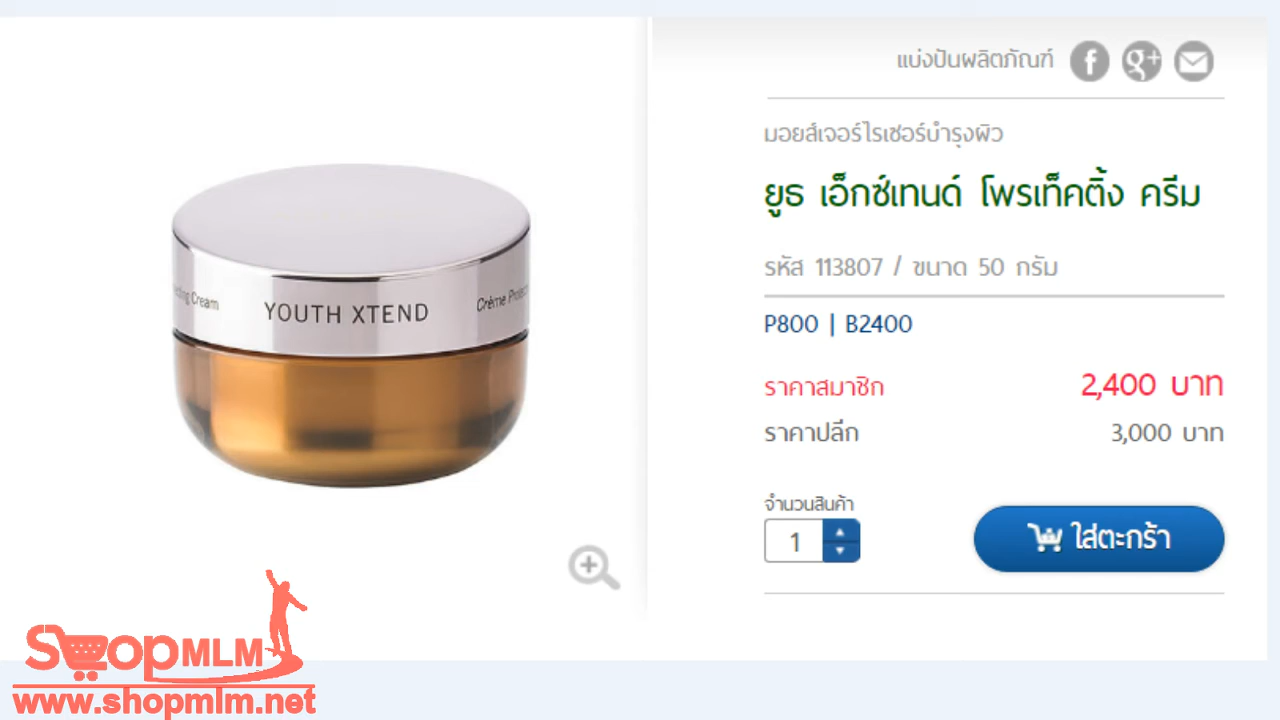 แบ่งปันผลิตภัณฑ์
มอยส์เจอร์ไรเซอร์บำรุงผิว
ยูธ เอ็กซ์เทนด์ โพรเท็คติ้ง ครีม
รหัส 113807 / ขนาด 50 กรัม
P800 | B2400
ราคาสมาชิก 2,400 บาท
ราคาปลีก 3,000 บาท
จำนวนสินค้า
1
ใส่ตะกร้า
Cream YOUTH XTEND Crème
ShopMLM
www.shopmlm.net